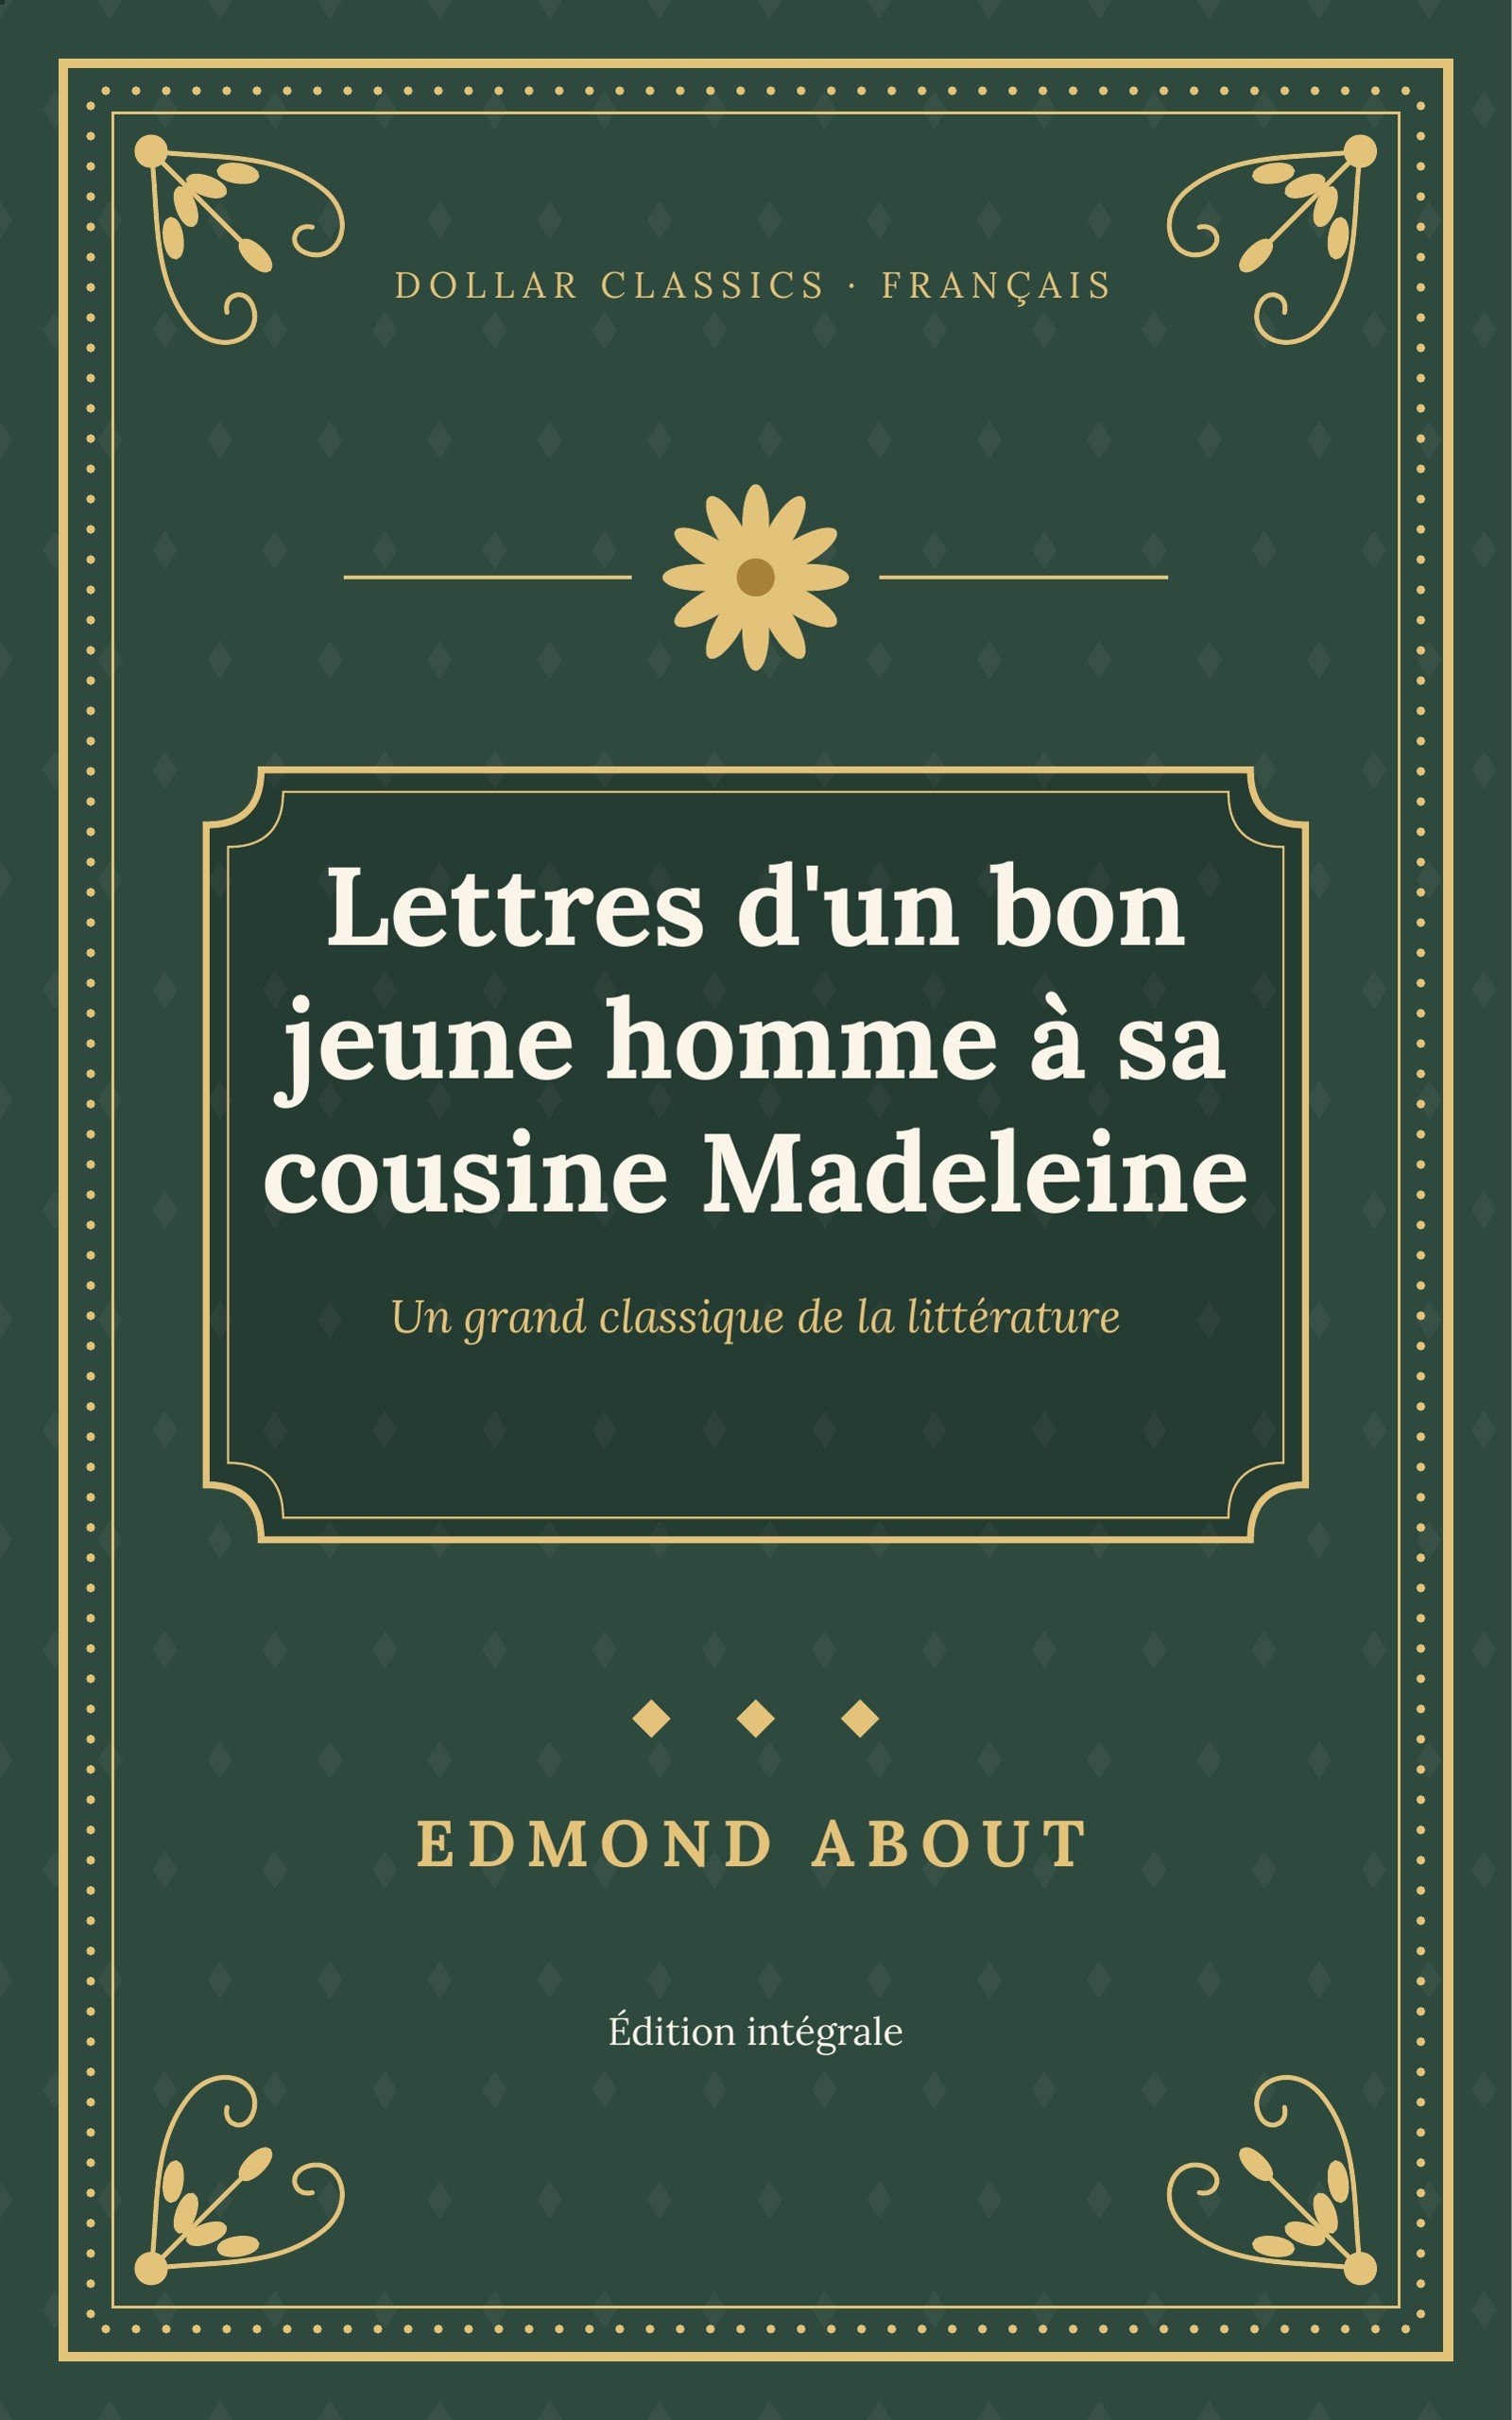 DOLLAR CLASSICS · FRANÇAIS
Lettres d'un bon
jeune homme à sa
cousine Madeleine
Un grand classique de la littérature
EDMOND ABOUT
Édition intégrale